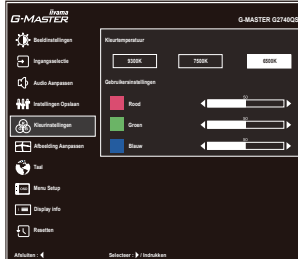 iiyama
G-MASTER
G-MASTER G2740QS
Beeldinstellingen
Ingangsselectie
Audio Aanpassen
Instellingen Opslaan
Kleurinstellingen
Afbeelding Aanpassen
Taal
Menu Setup
Display info
Resetten
Kleurtemperatuur
9300K
7500K
6500K
Gebruikersinstellingen
Rood
50
Groen
50
Blauw
50
Afsluiten :
Selecteer : / Indrukken